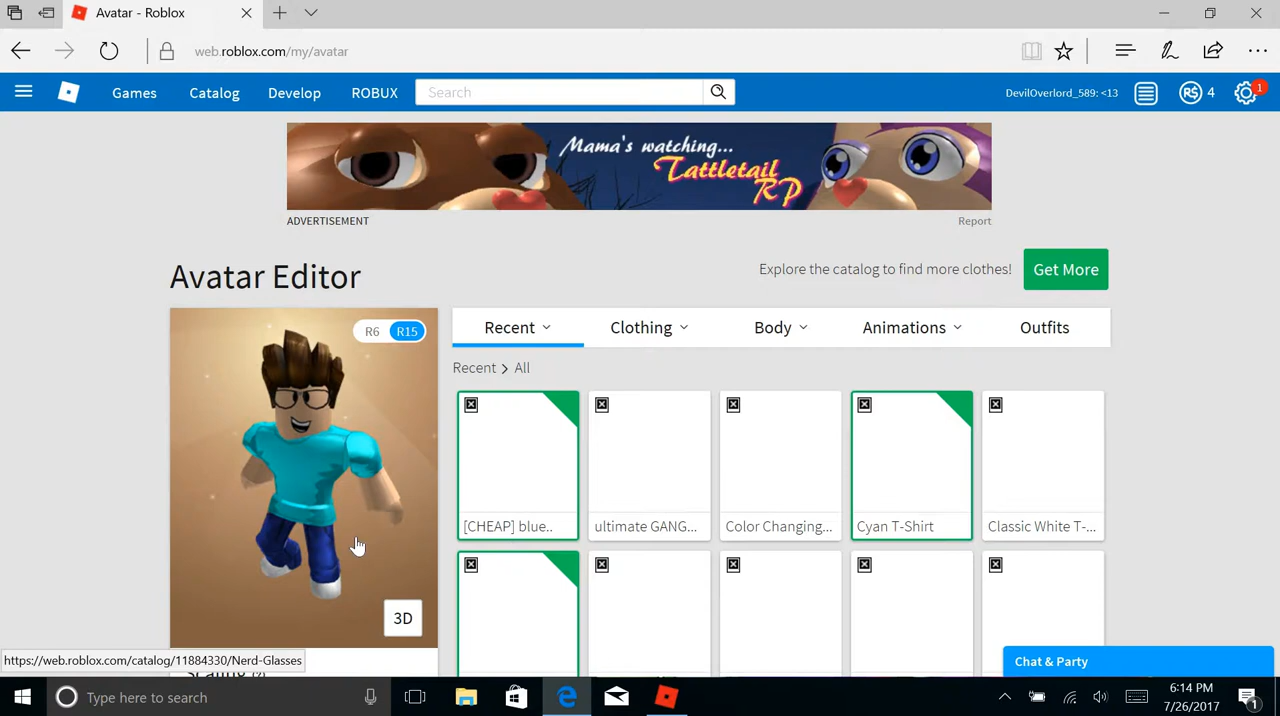 Avatar - Roblox
web.roblox.com/my/avatar
Games
Catalog
Develop
ROBUX
Search
DevilOverlord_589: <13
R$ 4
1
Mama's watching...
Tattletail
RP
ADVERTISEMENT
Report
Avatar Editor
Explore the catalog to find more clothes!
Get More
R6 R15
Recent
Clothing
Body
Animations
Outfits
Recent > All
[CHEAP] blue..
ultimate GANG...
Color Changing...
Cyan T-Shirt
Classic White T-...
3D
https://web.roblox.com/catalog/11884330/Nerd-Glasses
Chat & Party
Type here to search
6:14 PM
7/26/2017
1